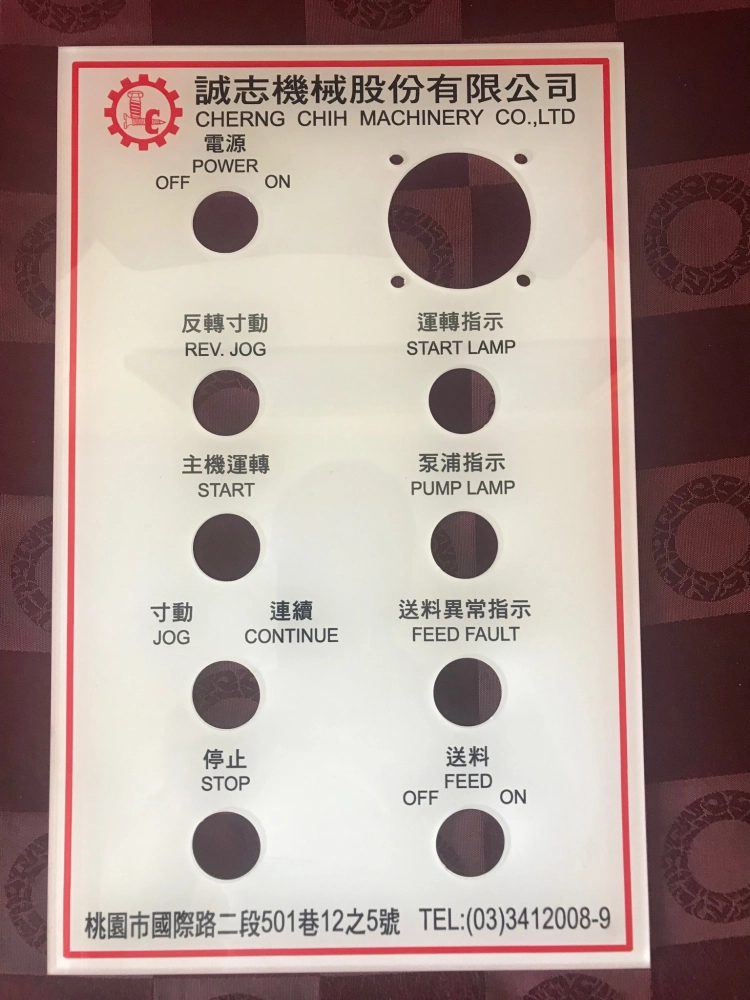 誠志機械股份有限公司
CHERNG CHIH MACHINERY CO.,LTD
電源
POWER
OFF ON
反轉寸動
REV. JOG
運轉指示
START LAMP
主機運轉
START
泵浦指示
PUMP LAMP
寸動 連續
JOG CONTINUE
送料異常指示
FEED FAULT
停止
STOP
送料
FEED
OFF ON
桃園市國際路二段501巷12之5號 TEL:(03)3412008-9